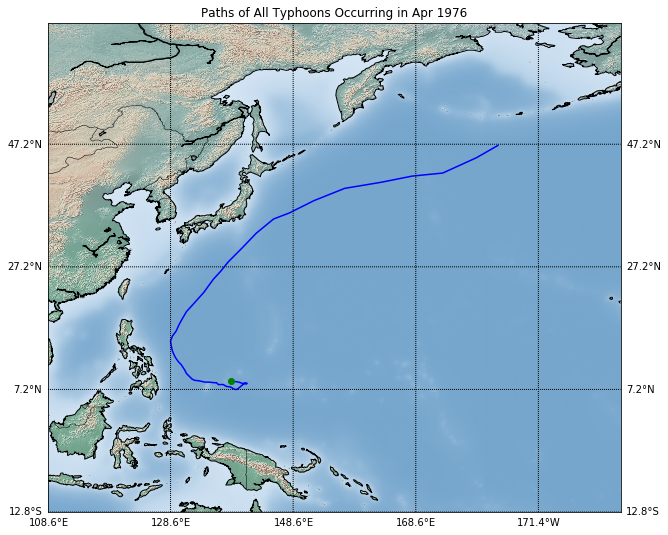 Paths of All Typhoons Occurring in Apr 1976
47.2°N 47.2°N
27.2°N 27.2°N
7.2°N 7.2°N
12.8°S 12.8°S
108.6°E 128.6°E 148.6°E 168.6°E 171.4°W